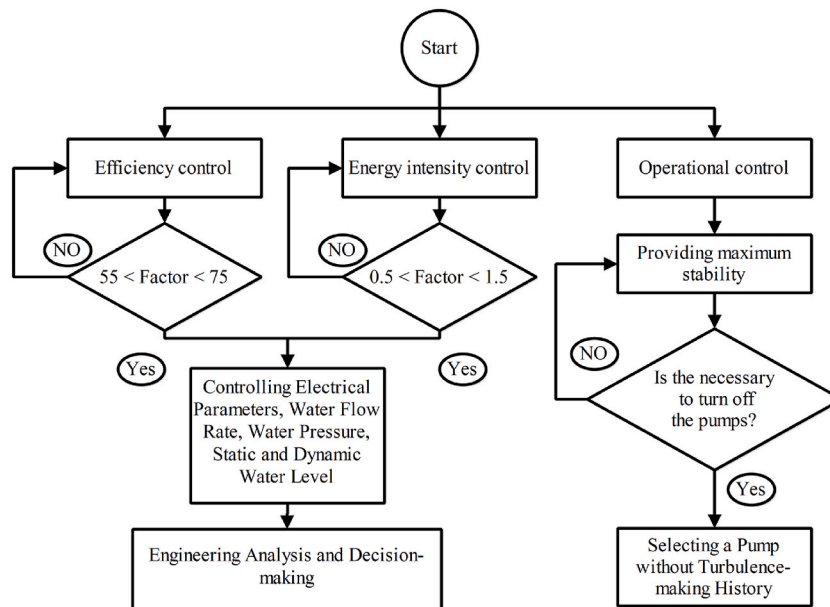 Start
Efficiency control
Energy intensity control
Operational control
NO
55 < Factor < 75
NO
0.5 < Factor < 1.5
Providing maximum
stability
Yes
Yes
NO
Controlling Electrical
Parameters, Water Flow
Rate, Water Pressure,
Static and Dynamic
Water Level
Is the necessary
to turn off
the pumps?
Yes
Engineering Analysis and Decision-
making
Selecting a Pump
without Turbulence-
making History